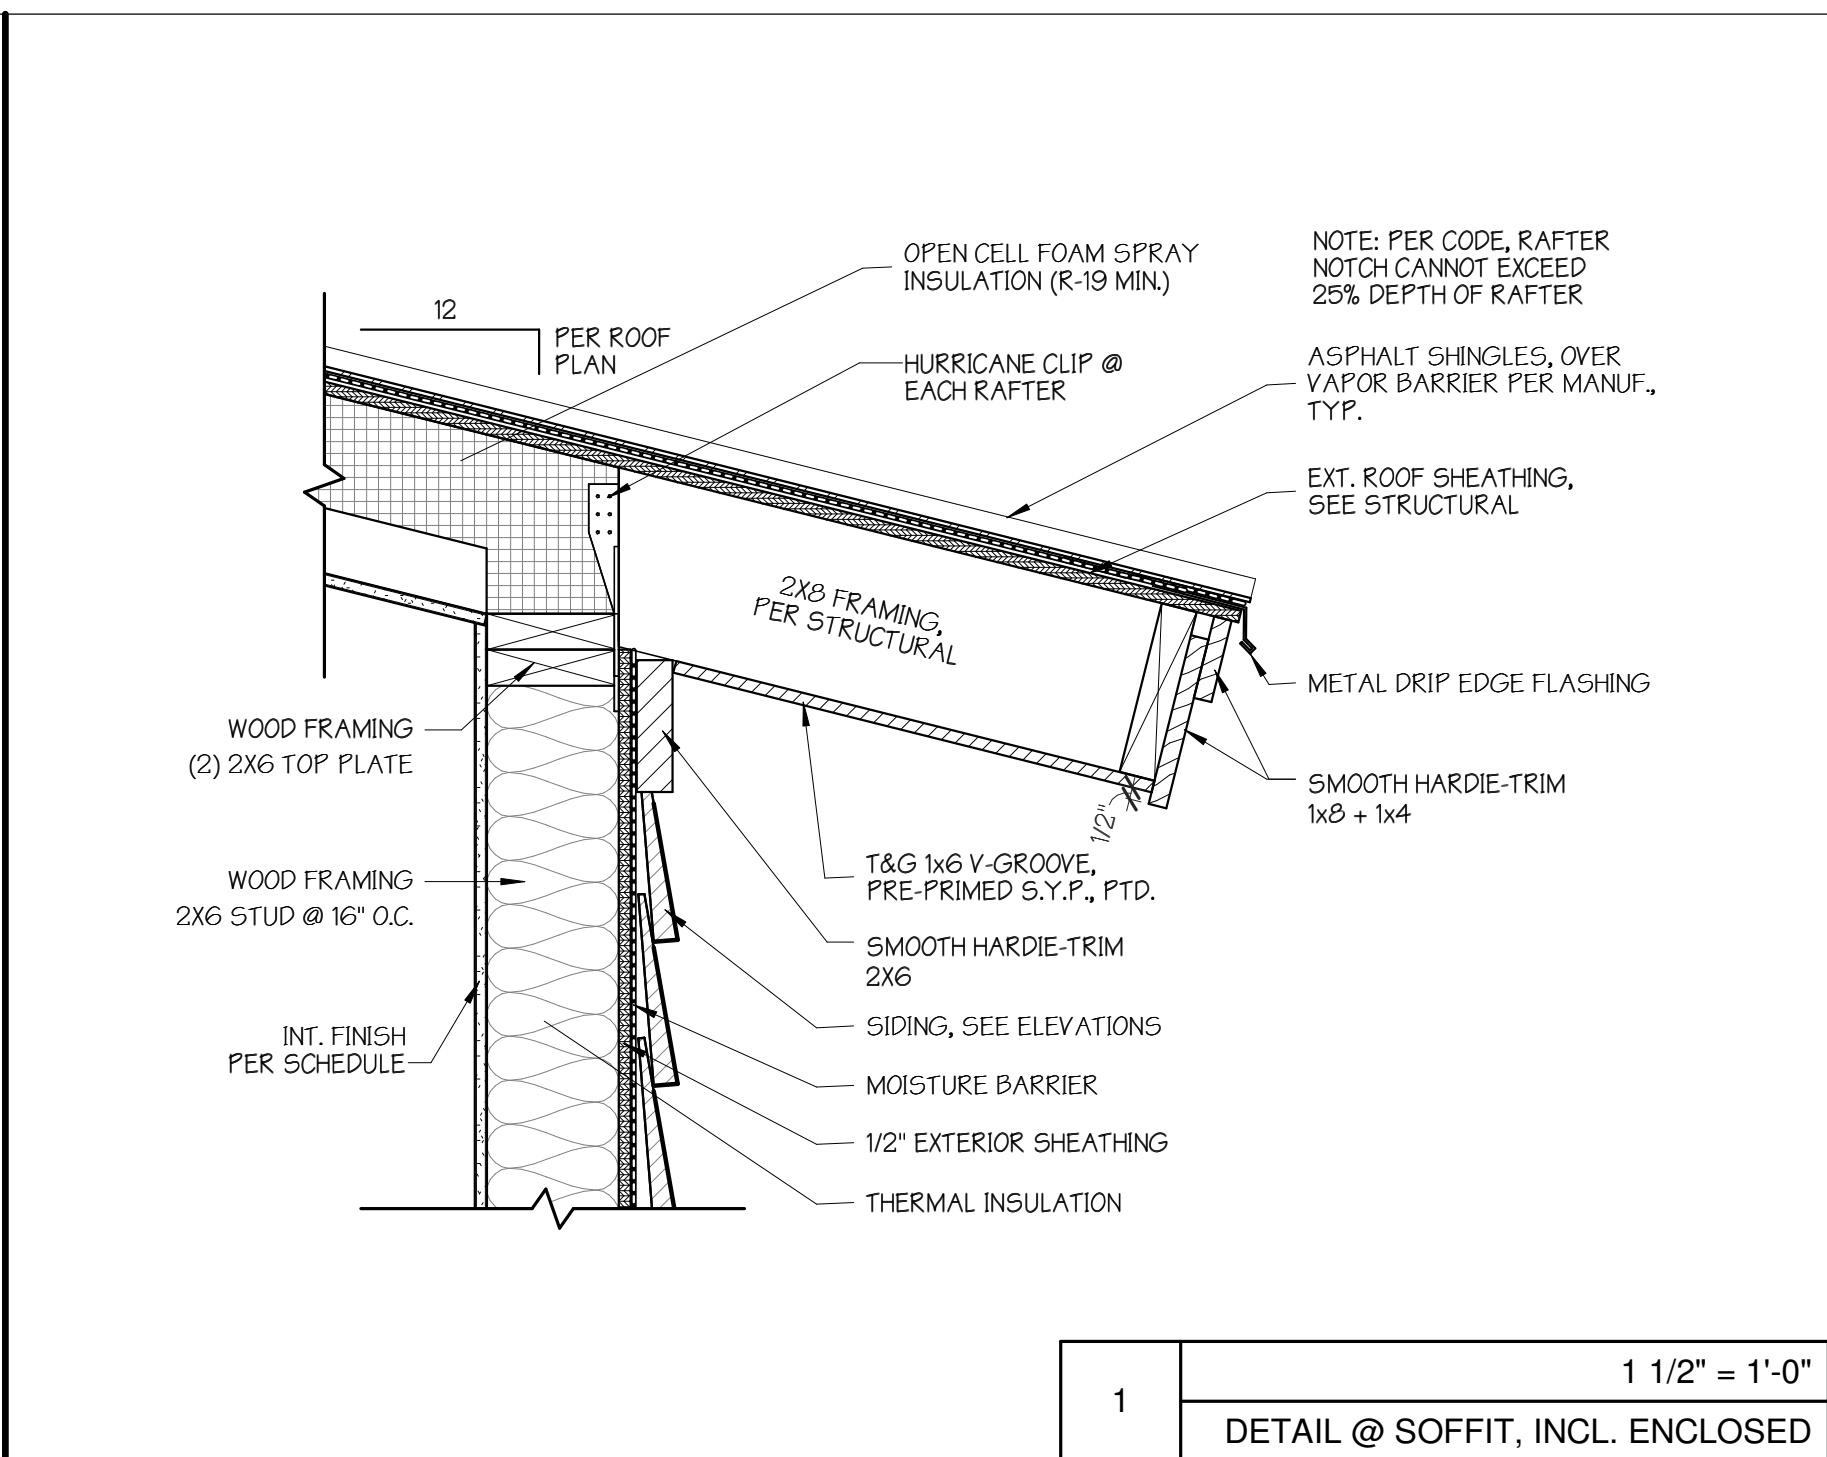 OPEN CELL FOAM SPRAY
INSULATION (R-19 MIN.)
NOTE: PER CODE, RAFTER
NOTCH CANNOT EXCEED
25% DEPTH OF RAFTER
12
PER ROOF
PLAN
HURRICANE CLIP @
EACH RAFTER
ASPHALT SHINGLES, OVER
VAPOR BARRIER PER MANUF.,
TYP.
EXT. ROOF SHEATHING,
SEE STRUCTURAL
2X8 FRAMING,
PER STRUCTURAL
METAL DRIP EDGE FLASHING
WOOD FRAMING
(2) 2X6 TOP PLATE
SMOOTH HARDIE-TRIM
1x8 + 1x4
1/2"
T&G 1x6 V-GROOVE,
PRE-PRIMED S.Y.P., PTD.
WOOD FRAMING
2X6 STUD @ 16" O.C.
SMOOTH HARDIE-TRIM
2X6
SIDING, SEE ELEVATIONS
INT. FINISH
PER SCHEDULE
MOISTURE BARRIER
1/2" EXTERIOR SHEATHING
THERMAL INSULATION
1
1 1/2" = 1'-0"
DETAIL @ SOFFIT, INCL. ENCLOSED